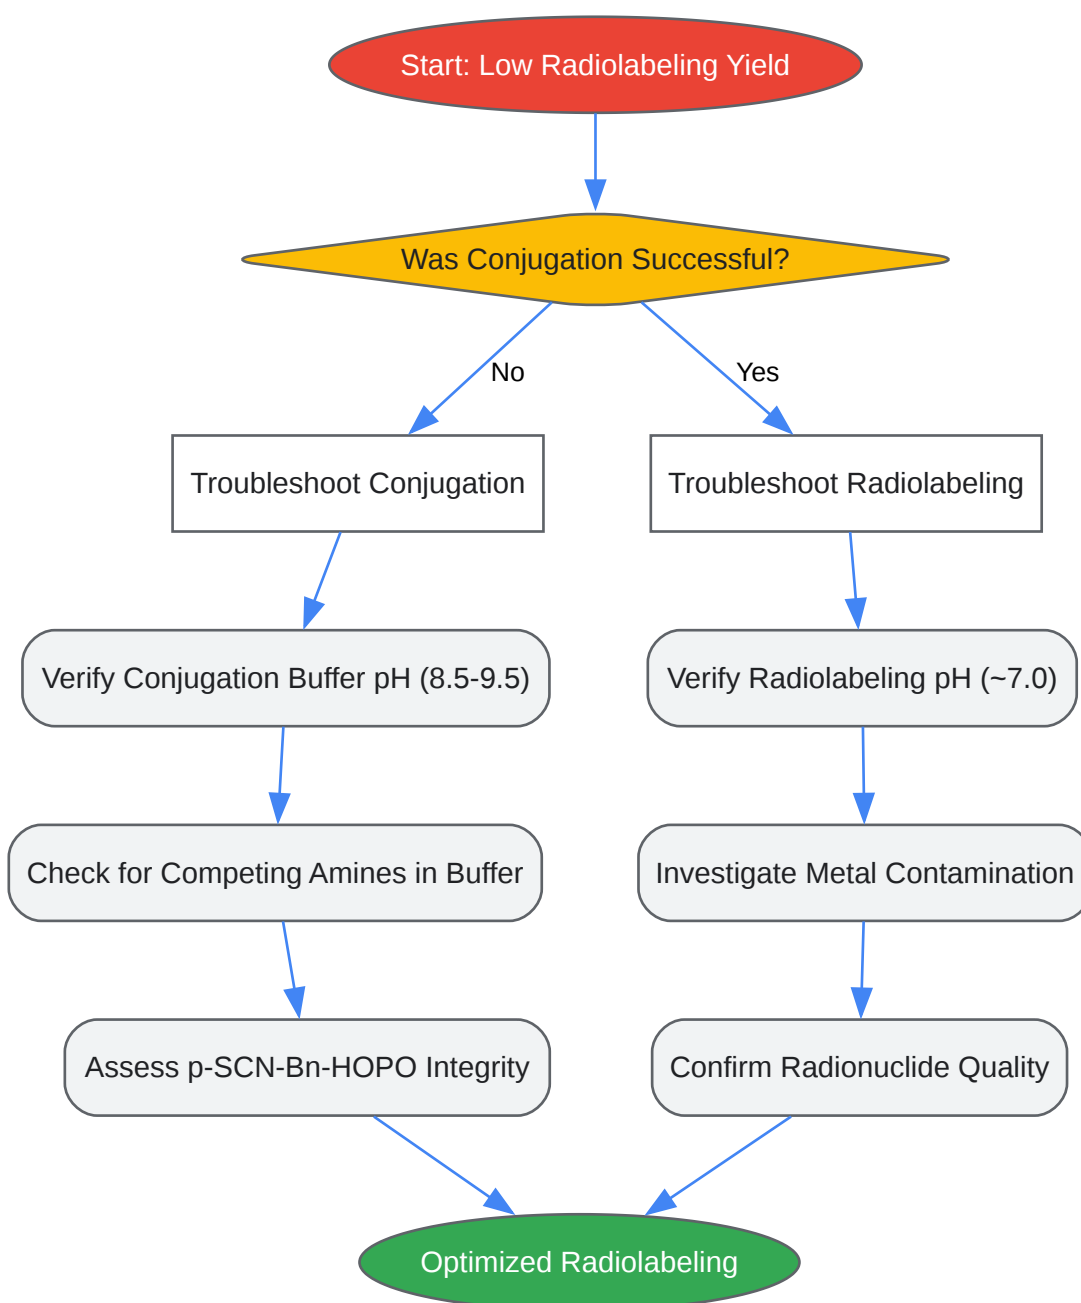 Start: Low Radiolabeling Yield
Was Conjugation Successful?
No
Yes
Troubleshoot Conjugation
Troubleshoot Radiolabeling
Verify Conjugation Buffer pH (8.5-9.5)
Verify Radiolabeling pH (~7.0)
Check for Competing Amines in Buffer
Investigate Metal Contamination
Assess p-SCN-Bn-HOPO Integrity
Confirm Radionuclide Quality
Optimized Radiolabeling